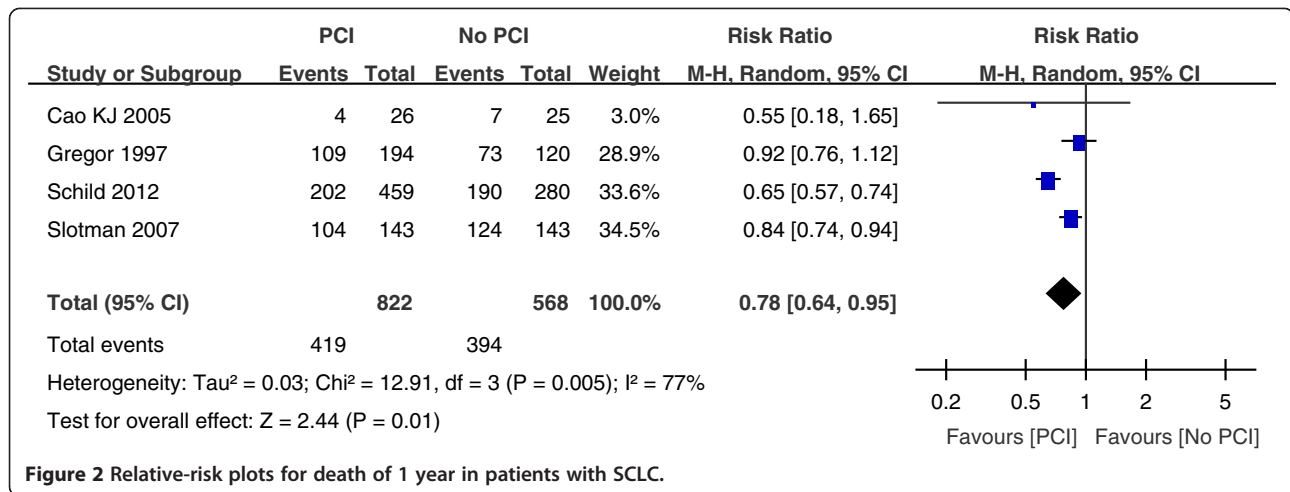 PCI No PCI Risk Ratio Risk Ratio
Study or Subgroup Events Total Events Total Weight M-H, Random, 95% CI M-H, Random, 95% CI
Cao KJ 2005 4 26 7 25 3.0% 0.55 [0.18, 1.65]
Gregor 1997 109 194 73 120 28.9% 0.92 [0.76, 1.12]
Schild 2012 202 459 190 280 33.6% 0.65 [0.57, 0.74]
Slotman 2007 104 143 124 143 34.5% 0.84 [0.74, 0.94]
Total (95% CI) 822 568 100.0% 0.78 [0.64, 0.95]
Total events 419 394
Heterogeneity: Tau² = 0.03; Chi² = 12.91, df = 3 (P = 0.005); I² = 77%
Test for overall effect: Z = 2.44 (P = 0.01)
0.2 0.5 1 2 5
Favours [PCI] Favours [No PCI]
Figure 2 Relative-risk plots for death of 1 year in patients with SCLC.